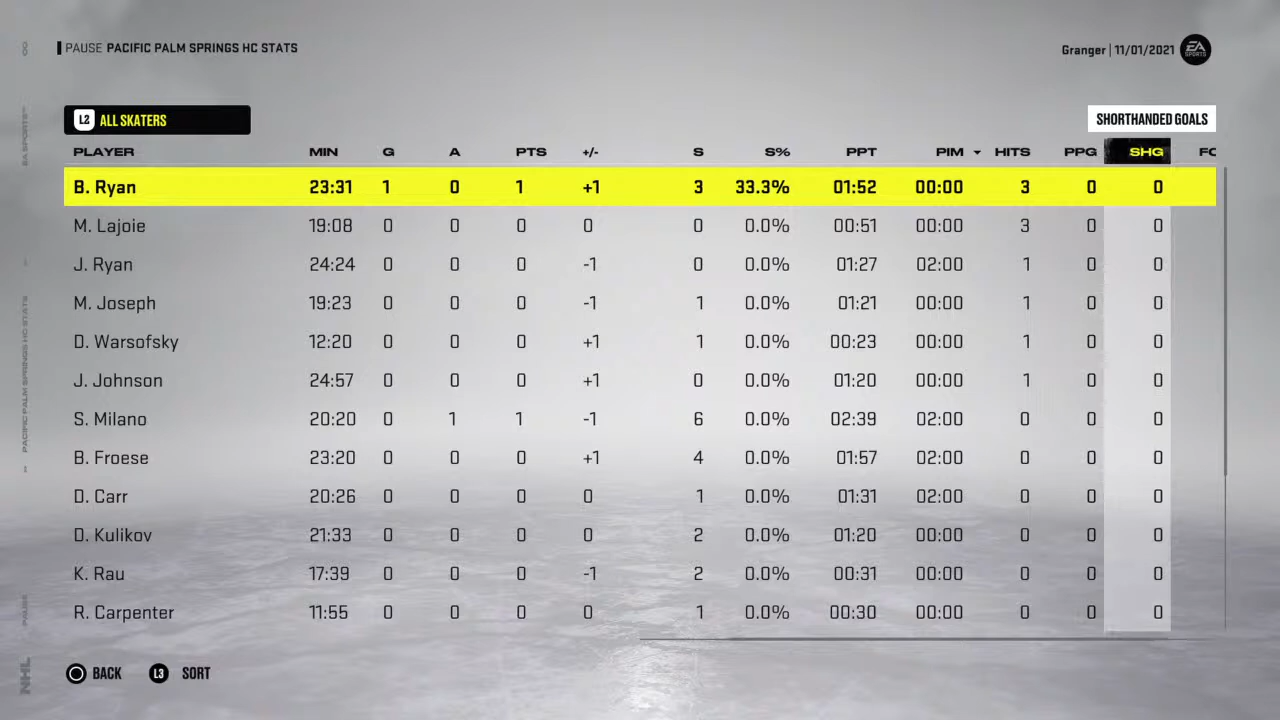 PAUSE PACIFIC PALM SPRINGS HC STATS
Granger | 11/01/2021
EA SPORTS
L2 ALL SKATERS
SHORTHANDED GOALS
PLAYER MIN G A PTS +/- S S% PPT PIM HITS PPG SHG FO
B. Ryan 23:31 1 0 1 +1 3 33.3% 01:52 00:00 3 0 0
M. Lajoie 19:08 0 0 0 0 0 0.0% 00:51 00:00 3 0 0
J. Ryan 24:24 0 0 0 -1 0 0.0% 01:27 02:00 1 0 0
M. Joseph 19:23 0 0 0 -1 1 0.0% 01:21 00:00 1 0 0
D. Warsofsky 12:20 0 0 0 +1 1 0.0% 00:23 00:00 1 0 0
J. Johnson 24:57 0 0 0 +1 0 0.0% 01:20 00:00 1 0 0
S. Milano 20:20 0 1 1 -1 6 0.0% 02:39 02:00 0 0 0
B. Froese 23:20 0 0 0 +1 4 0.0% 01:57 02:00 0 0 0
D. Carr 20:26 0 0 0 0 1 0.0% 01:31 02:00 0 0 0
D. Kulikov 21:33 0 0 0 0 2 0.0% 01:20 00:00 0 0 0
K. Rau 17:39 0 0 0 -1 2 0.0% 00:31 00:00 0 0 0
R. Carpenter 11:55 0 0 0 0 1 0.0% 00:30 00:00 0 0 0
BACK L3 SORT
NHL
PAUSE
PACIFIC PALM SPRINGS HC STATS
EA SPORTS